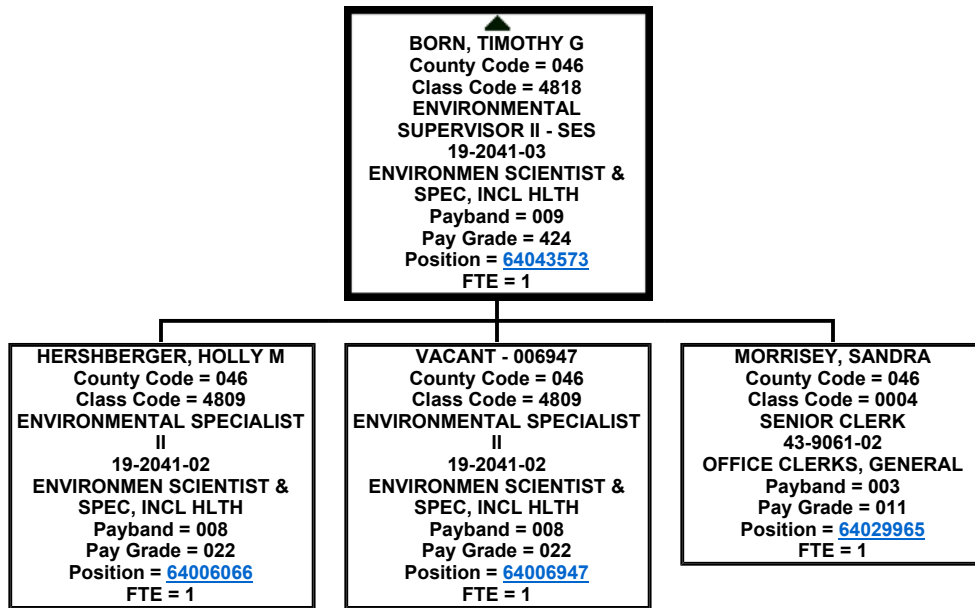 BORN, TIMOTHY G
County Code = 046
Class Code = 4818
ENVIRONMENTAL
SUPERVISOR II - SES
19-2041-03
ENVIRONMEN SCIENTIST &
SPEC, INCL HLTH
Payband = 009
Pay Grade = 424
Position = 64043573
FTE = 1
HERSHBERGER, HOLLY M
County Code = 046
Class Code = 4809
ENVIRONMENTAL SPECIALIST
II
19-2041-02
ENVIRONMEN SCIENTIST &
SPEC, INCL HLTH
Payband = 008
Pay Grade = 022
Position = 64006066
FTE = 1
VACANT - 006947
County Code = 046
Class Code = 4809
ENVIRONMENTAL SPECIALIST
II
19-2041-02
ENVIRONMEN SCIENTIST &
SPEC, INCL HLTH
Payband = 008
Pay Grade = 022
Position = 64006947
FTE = 1
MORRISEY, SANDRA
County Code = 046
Class Code = 0004
SENIOR CLERK
43-9061-02
OFFICE CLERKS, GENERAL
Payband = 003
Pay Grade = 011
Position = 64029965
FTE = 1